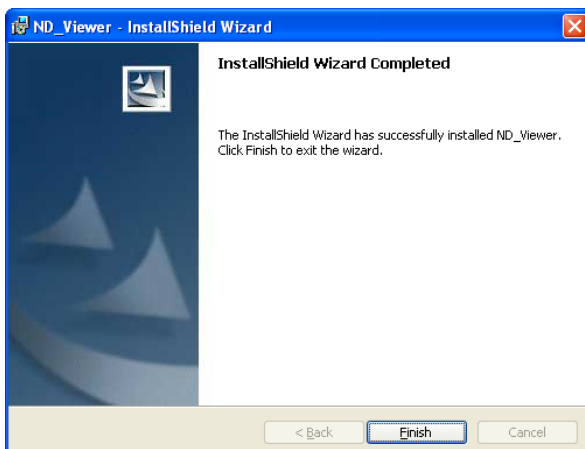 ND_Viewer - InstallShield Wizard
InstallShield Wizard Completed
The InstallShield Wizard has successfully installed ND_Viewer.
Click Finish to exit the wizard.
< Back
Finish
Cancel